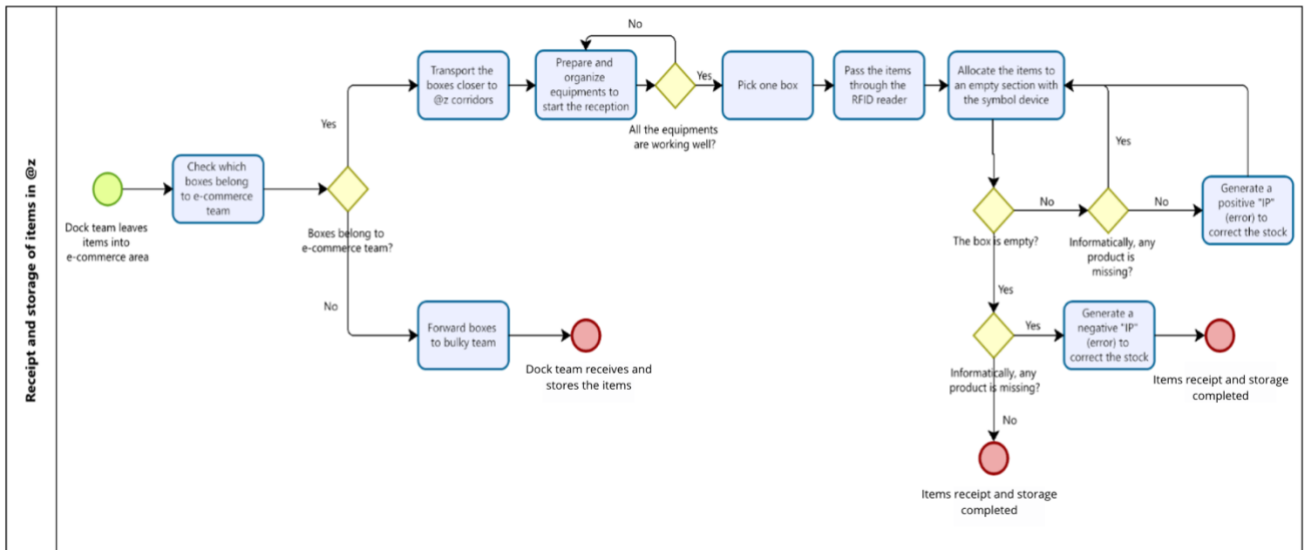 Receipt and storage of items in @z
Dock team leaves
items into
e-commerce area
Check which
boxes belong
to e-commerce
team
Boxes belong to
e-commerce team?
Yes
No
Transport the
boxes closer to
@z corridors
Prepare and
organize
equipments to
start the reception
No
Yes
All the equipments
are working well?
Pick one box
Pass the items
through the
RFID reader
Allocate the items to
an empty section with
the symbol device
The box is empty?
No
Yes
Informatically, any
product is
missing?
Yes
No
Generate a
positive "IP"
(error) to
correct the stock
Informatically, any
product is missing?
Yes
No
Generate a
negative "IP"
(error) to
correct the stock
Items receipt and storage
completed
Items receipt and storage
completed
Forward boxes
to bulky team
Dock team receives and
stores the items